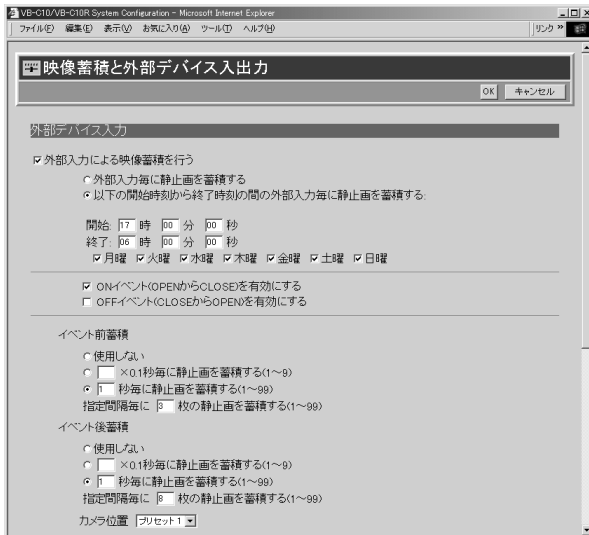 VB-C10/VB-C10R System Configuration - Microsoft Internet Explorer
ファイル(F) 編集(E) 表示(V) お気に入り(A) ツール(T) ヘルプ(H) リンク »
映像蓄積と外部デバイス入出力
OK キャンセル
外部デバイス入力
外部入力による映像蓄積を行う
外部入力毎に静止画を蓄積する
以下の開始時刻から終了時刻の間の外部入力毎に静止画を蓄積する:
開始: 17 時 00 分 00 秒
終了: 06 時 00 分 00 秒
月曜 火曜 水曜 木曜 金曜 土曜 日曜
ONイベント(OPENからCLOSE)を有効にする
OFFイベント(CLOSEからOPEN)を有効にする
イベント前蓄積
使用しない
×0.1秒毎に静止画を蓄積する(1～9)
1 秒毎に静止画を蓄積する(1～99)
指定間隔毎に 3 枚の静止画を蓄積する(1～99)
イベント後蓄積
使用しない
×0.1秒毎に静止画を蓄積する(1～9)
1 秒毎に静止画を蓄積する(1～99)
指定間隔毎に 8 枚の静止画を蓄積する(1～99)
カメラ位置 プリセット1